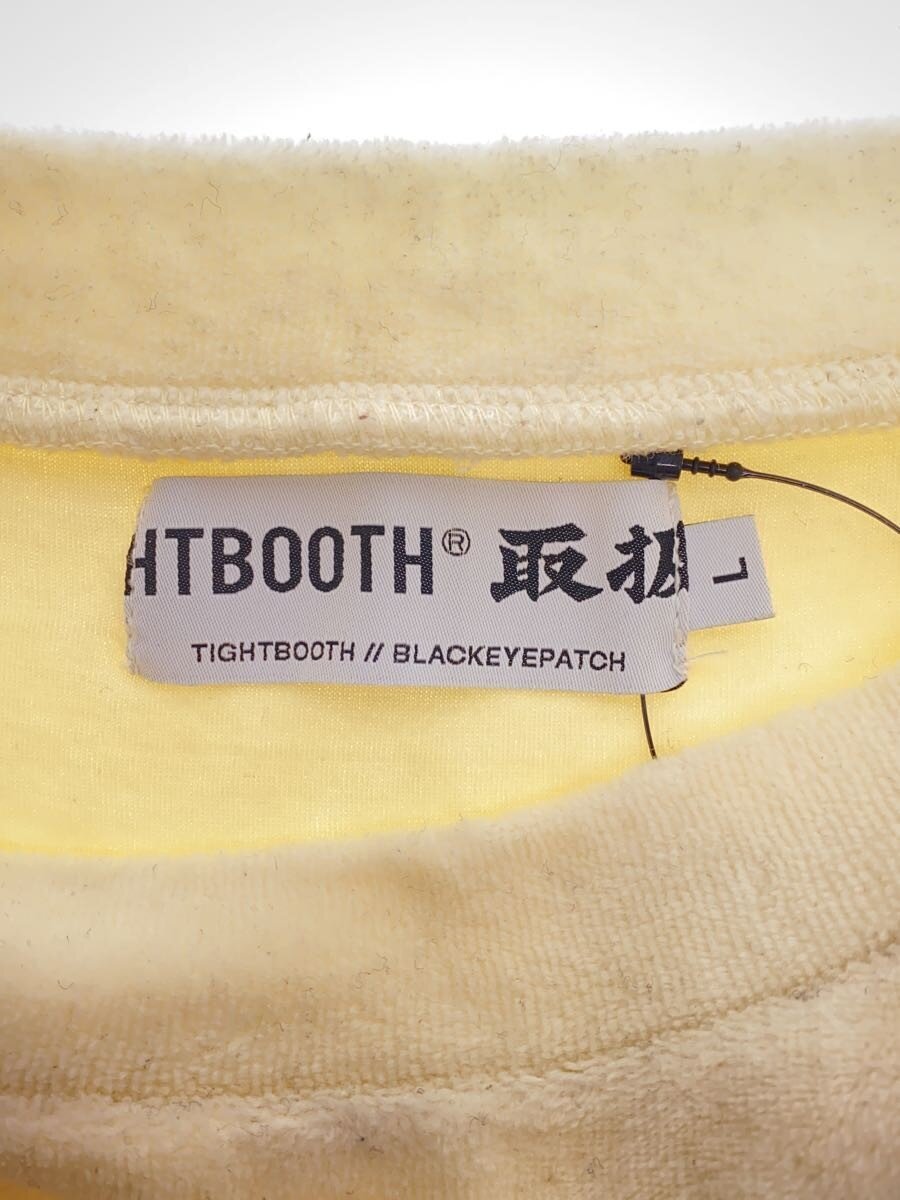 HTBOOTH® 取扱
L
TIGHTBOOTH // BLACKEYEPATCH